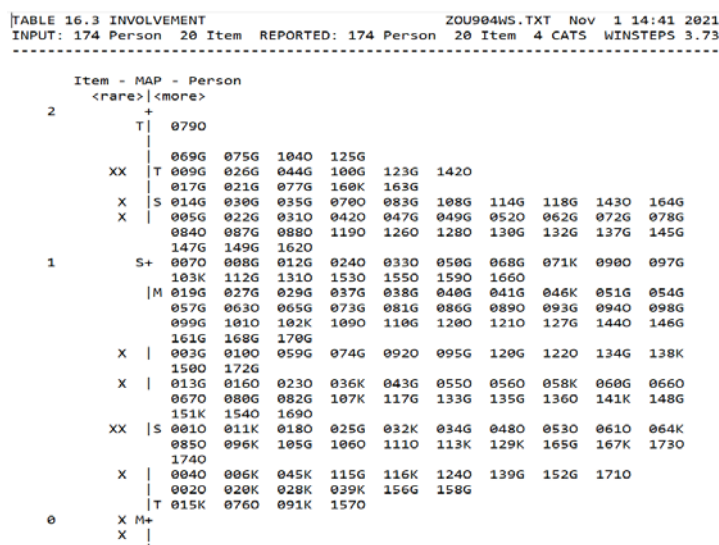 TABLE 16.3 INVOLVEMENT ZOU904WS.TXT Nov 1 14:41 2021
INPUT: 174 Person 20 Item REPORTED: 174 Person 20 Item 4 CATS WINSTEPS 3.73
--------------------------------------------------------------------------------
Item - MAP - Person
<rare>|<more>
2 +
T| 079O
|
| 069G 075G 104O 125G
XX |T 009G 026G 044G 100G 123G 142O
| 017G 021G 077G 160K 163G
X |S 014G 030G 035G 070O 083G 108G 114G 118G 143O 164G
X | 005G 022G 031O 042O 047G 049G 052O 062G 072G 078G
084O 087G 088O 119O 126O 128O 130G 132G 137G 145G
147G 149G 162O
1 S+ 007O 008G 012G 024O 033O 050G 068G 071K 090O 097G
103K 112G 131O 153O 155O 159O 166O
|M 019G 027G 029G 037G 038G 040G 041G 046K 051G 054G
057G 063O 065G 073G 081G 086G 089O 093G 094O 098G
099G 101O 102K 109O 110G 120O 121O 127G 144O 146G
161G 168G 170G
X | 003G 010O 059G 074G 092O 095G 120G 122O 134G 138K
150O 172G
X | 013G 016O 023O 036K 043G 055O 056O 058K 060G 066O
067O 080G 082G 107K 117G 133G 135G 136O 141K 148G
151K 154O 169O
XX |S 001O 011K 018O 025G 032K 034G 048O 053O 061O 064K
085O 096K 105G 106O 111O 113K 129K 165G 167K 173O
174O
X | 004O 006K 045K 115G 116K 124O 139G 152G 171O
| 002O 020K 028K 039K 156G 158G
|T 015K 076O 091K 157O
0 X M+
X |